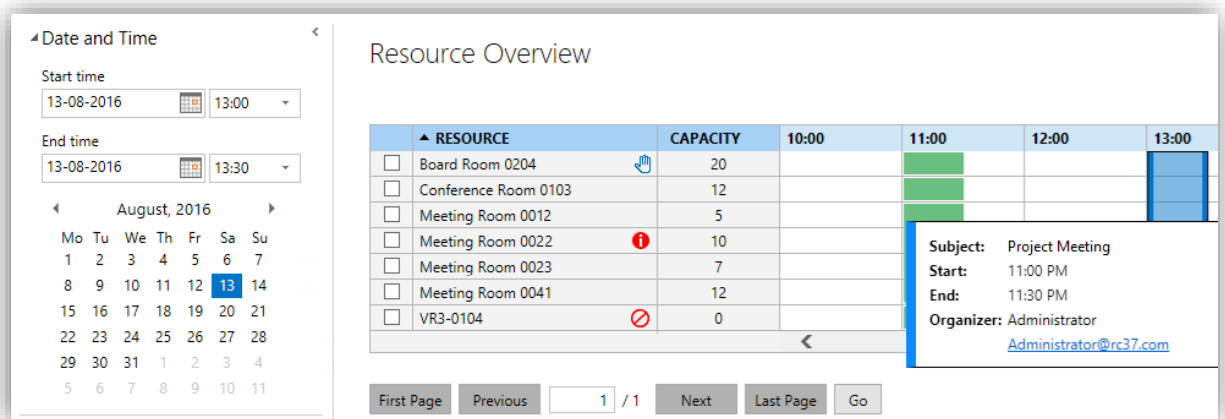 Date and Time
Start time
13-08-2016 13:00
End time
13-08-2016 13:30
August, 2016
Mo Tu We Th Fr Sa Su
1 2 3 4 5 6 7
8 9 10 11 12 13 14
15 16 17 18 19 20 21
22 23 24 25 26 27 28
29 30 31 1 2 3 4
5 6 7 8 9 10 11
Resource Overview
RESOURCE CAPACITY 10:00 11:00 12:00 13:00
Board Room 0204 20
Conference Room 0103 12
Meeting Room 0012 5
Meeting Room 0022 10
Meeting Room 0023 7
Meeting Room 0041 12
VR3-0104 0
Subject: Project Meeting
Start: 11:00 PM
End: 11:30 PM
Organizer: Administrator
Administrator@rc37.com
First Page Previous 1 / 1 Next Last Page Go